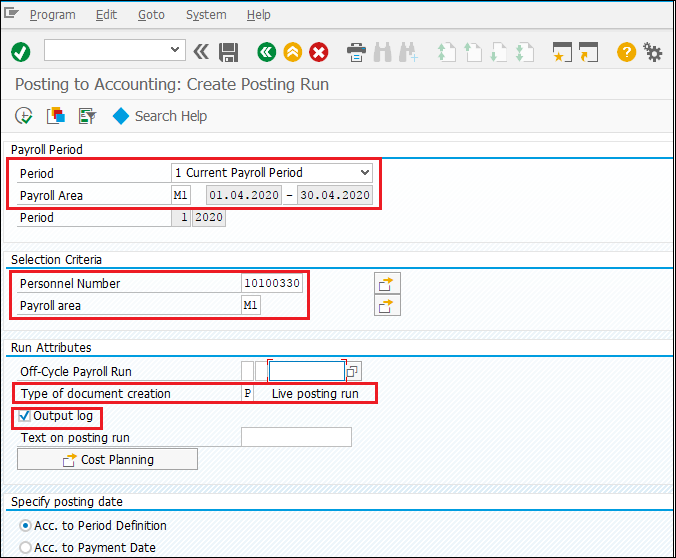 Program Edit Goto System Help
Posting to Accounting: Create Posting Run
Search Help
Payroll Period
Period 1 Current Payroll Period
Payroll Area M1 01.04.2020 - 30.04.2020
Period 1 2020
Selection Criteria
Personnel Number 10100330
Payroll area M1
Run Attributes
Off-Cycle Payroll Run
Type of document creation P Live posting run
Output log
Text on posting run
Cost Planning
Specify posting date
Acc. to Period Definition
Acc. to Payment Date